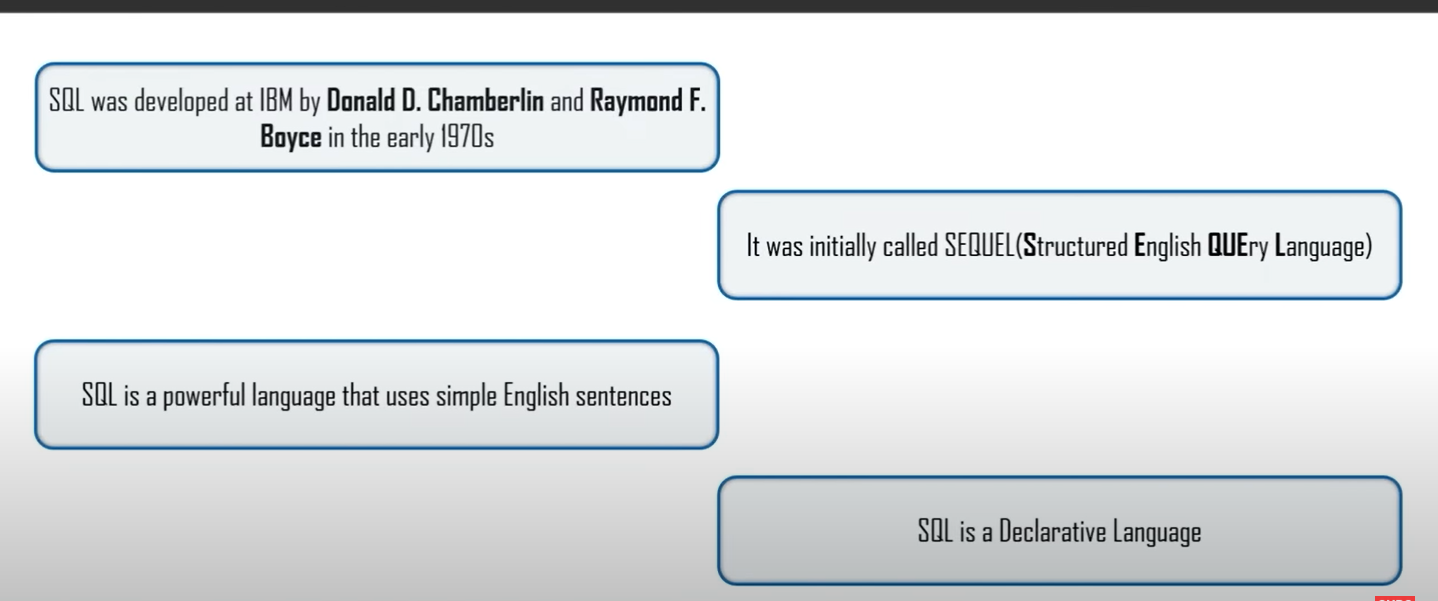 SQL was developed at IBM by Donald D. Chamberlin and Raymond F.
Boyce in the early 1970s
It was initially called SEQUEL(Structured English QUEry Language)
SQL is a powerful language that uses simple English sentences
SQL is a Declarative Language